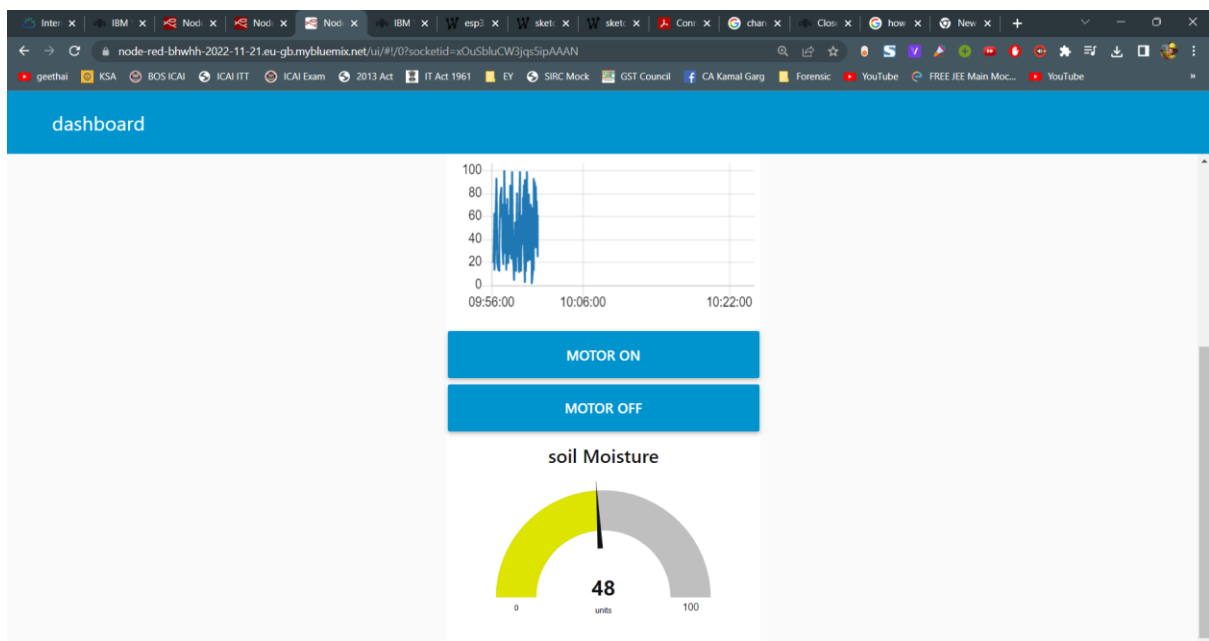 Inter
IBM
Nod
Nod
Nod
IBM
esp3
sketc
sketc
Conr
chan
Close
how
New
node-red-bhwhh-2022-11-21.eu-gb.mybluemix.net/ui/#!/0?socketid=xOuSbluCW3jqs5ipAAAN
geethai
KSA
BOS ICAI
ICAI ITT
ICAI Exam
2013 Act
IT Act 1961
EY
SIRC Mock
GST Council
CA Kamal Garg
Forensic
YouTube
FREE JEE Main Moc...
YouTube
dashboard
100
80
60
40
20
0
09:56:00 10:06:00 10:22:00
MOTOR ON
MOTOR OFF
soil Moisture
48
0 units 100